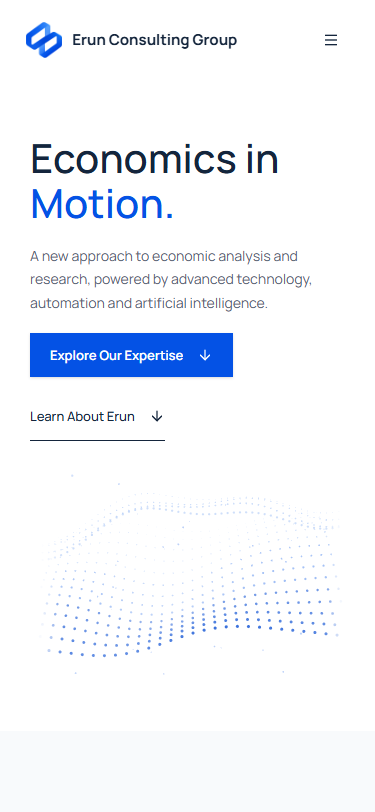 Erun Consulting Group
Economics in
Motion.
A new approach to economic analysis and
research, powered by advanced technology,
automation and artificial intelligence.
Explore Our Expertise
Learn About Erun